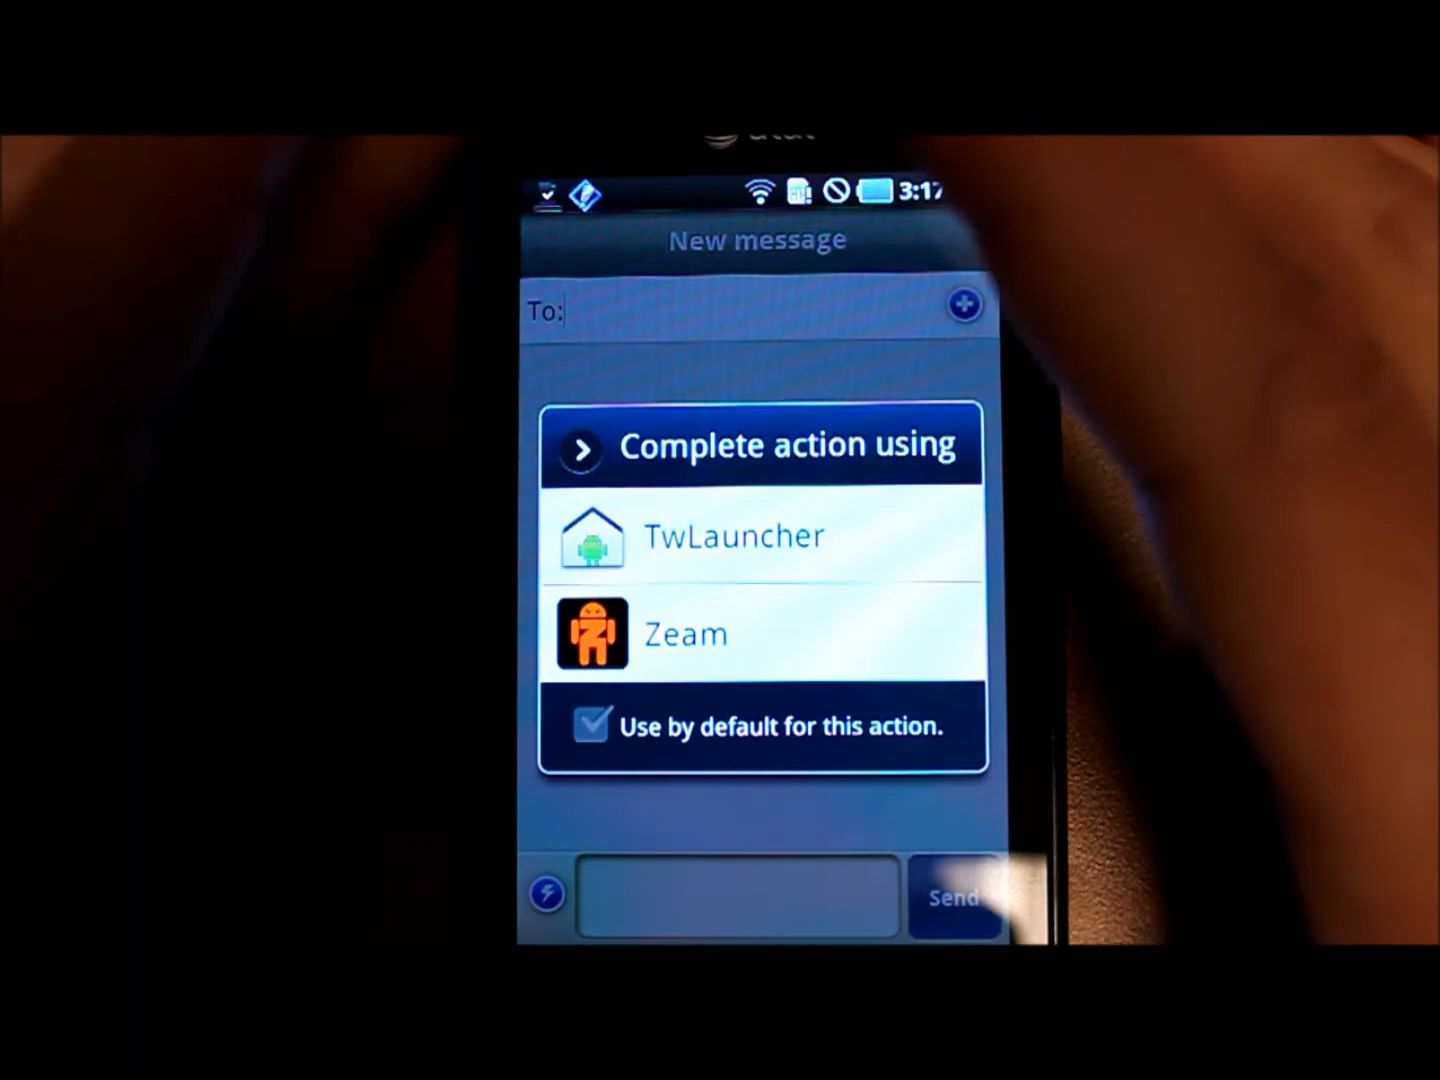 3:17
New message
To:
Complete action using
TwLauncher
Zeam
Use by default for this action.
Send